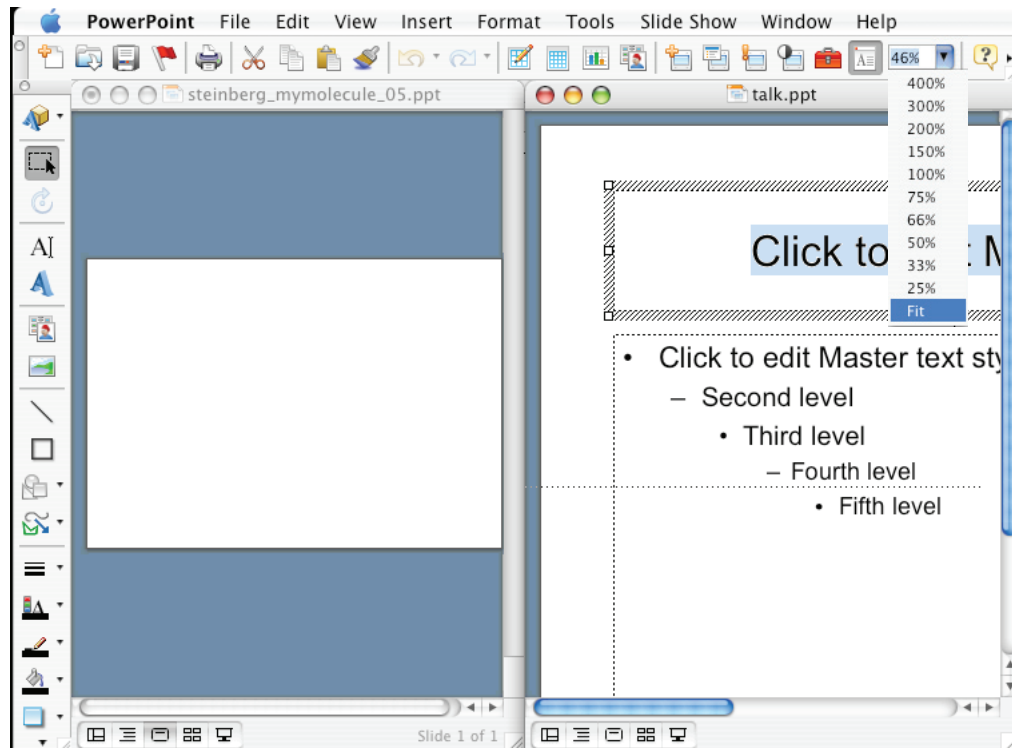 PowerPoint File Edit View Insert Format Tools Slide Show Window Help
46%
steinberg_mymolecule_05.ppt
talk.ppt
400%
300%
200%
150%
100%
75%
66%
50%
33%
25%
Fit
Click to
• Click to edit Master text sty
– Second level
• Third level
– Fourth level
• Fifth level
Slide 1 of 1